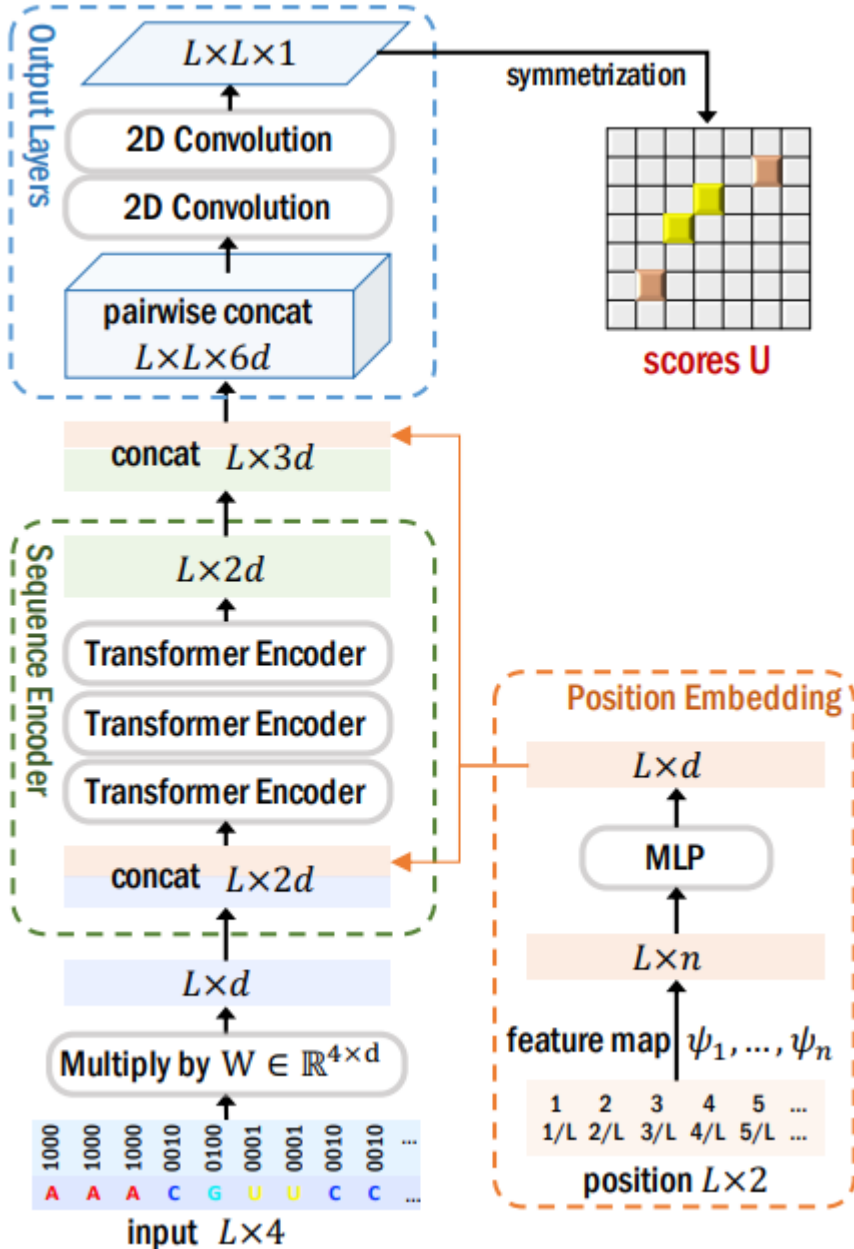 Output Layers
L×L×1
symmetrization
2D Convolution
2D Convolution
pairwise concat
L×L×6d
scores U
concat L×3d
Sequence Encoder
L×2d
Transformer Encoder
Transformer Encoder
Transformer Encoder
concat L×2d
L×d
Multiply by W ∈ ℝ^{4×d}
1000 1000 1000 0010 0100 0001 0001 0010 0010 ...
A A A C G U U C C ...
input L×4
Position Embedding
L×d
MLP
L×n
feature map ψ₁, ..., ψₙ
1 2 3 4 5 ...
1/L 2/L 3/L 4/L 5/L ...
position L×2